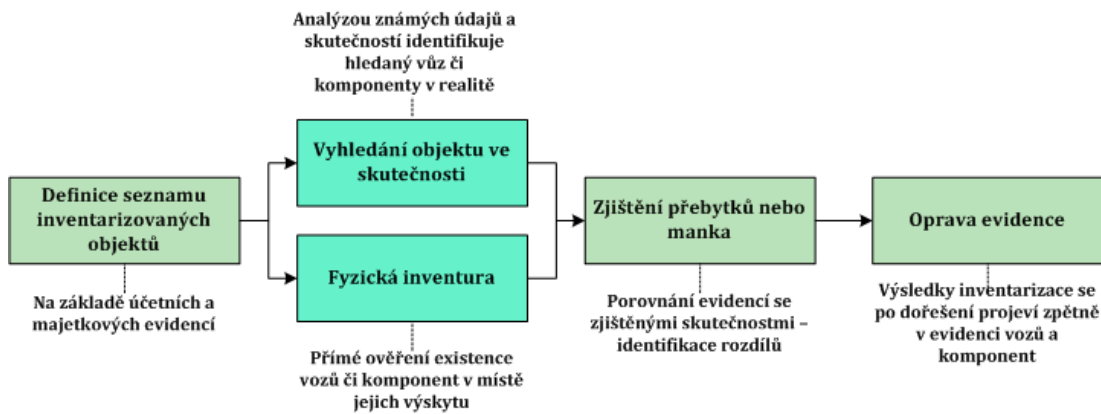 Analýzou známých údajů a
skutečností identifikuje
hledaný vůz či
komponenty v realitě
Vyhledání objektu ve
skutečnosti
Definice seznamu
inventarizovaných
objektů
Zjištění přebytků nebo
manka
Oprava evidence
Fyzická inventura
Na základě účetních a
majetkových evidencí
Porovnání evidencí se
zjištěnými skutečnostmi –
identifikace rozdílů
Výsledky inventarizace se
po dořešení projeví zpětně
v evidenci vozů a
komponent
Přímé ověření existence
vozů či komponent v místě
jejich výskytu